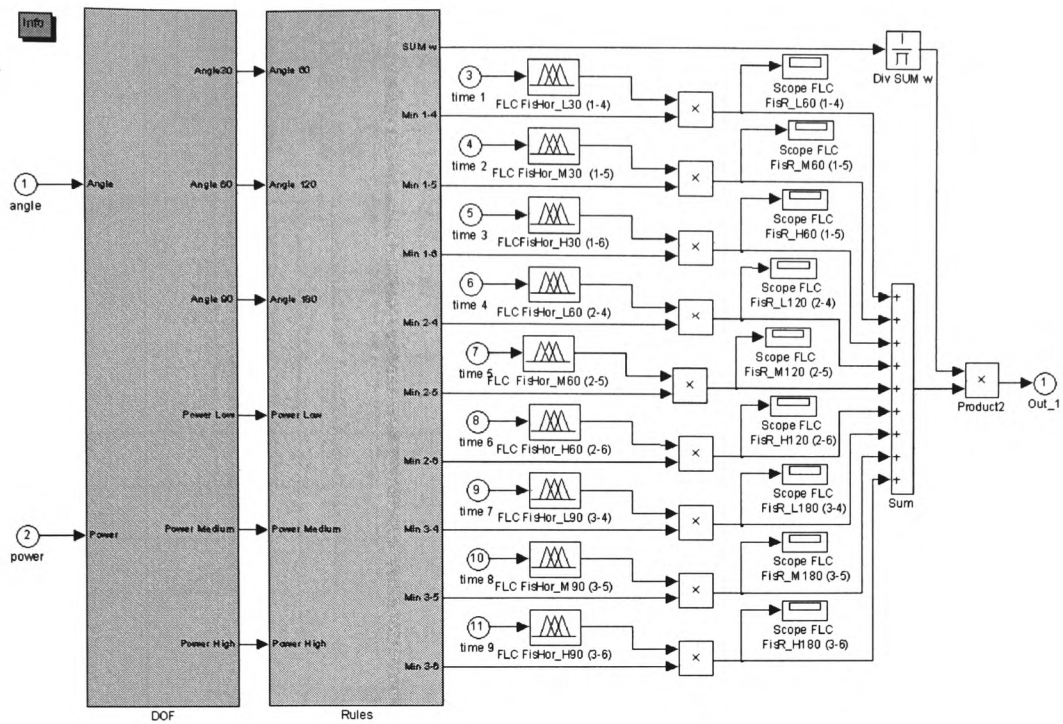 Info
1
angle
2
power
Angle
Power
Angle30
Angle 60
Angle 90
Power Low
Power Medium
Power High
DOF
Angle 60
Angle 120
Angle 180
Power Low
Power Medium
Power High
SUM w
Min 1-4
Min 1-5
Min 1-6
Min 2-4
Min 2-5
Min 2-6
Min 3-4
Min 3-5
Min 3-6
Rules
3
time 1
FLC FisHor_L30 (1-4)
×
Scope FLC
FisR_L60 (1-4)
4
time 2
FLC FisHor_M30 (1-5)
×
Scope FLC
FisR_M60 (1-5)
5
time 3
FLCFisHor_H30 (1-6)
×
Scope FLC
FisR_H60 (1-5)
6
time 4
FLC FisHor_L60 (2-4)
×
Scope FLC
FisR_L120 (2-4)
7
time 5
FLC FisHor_M60 (2-5)
×
Scope FLC
FisR_M120 (2-5)
8
time 6
FLC FisHor_H60 (2-6)
×
Scope FLC
FisR_H120 (2-6)
9
time 7
FLC FisHor_L90 (3-4)
×
Scope FLC
FisR_L180 (3-4)
10
time 8
FLC FisHor_M90 (3-5)
×
Scope FLC
FisR_M180 (3-5)
11
time 9
FLC FisHor_H90 (3-6)
×
Scope FLC
FisR_H180 (3-6)
1
Div SUM w
+
+
+
+
+
+
+
+
+
Sum
×
Product2
1
Out_1